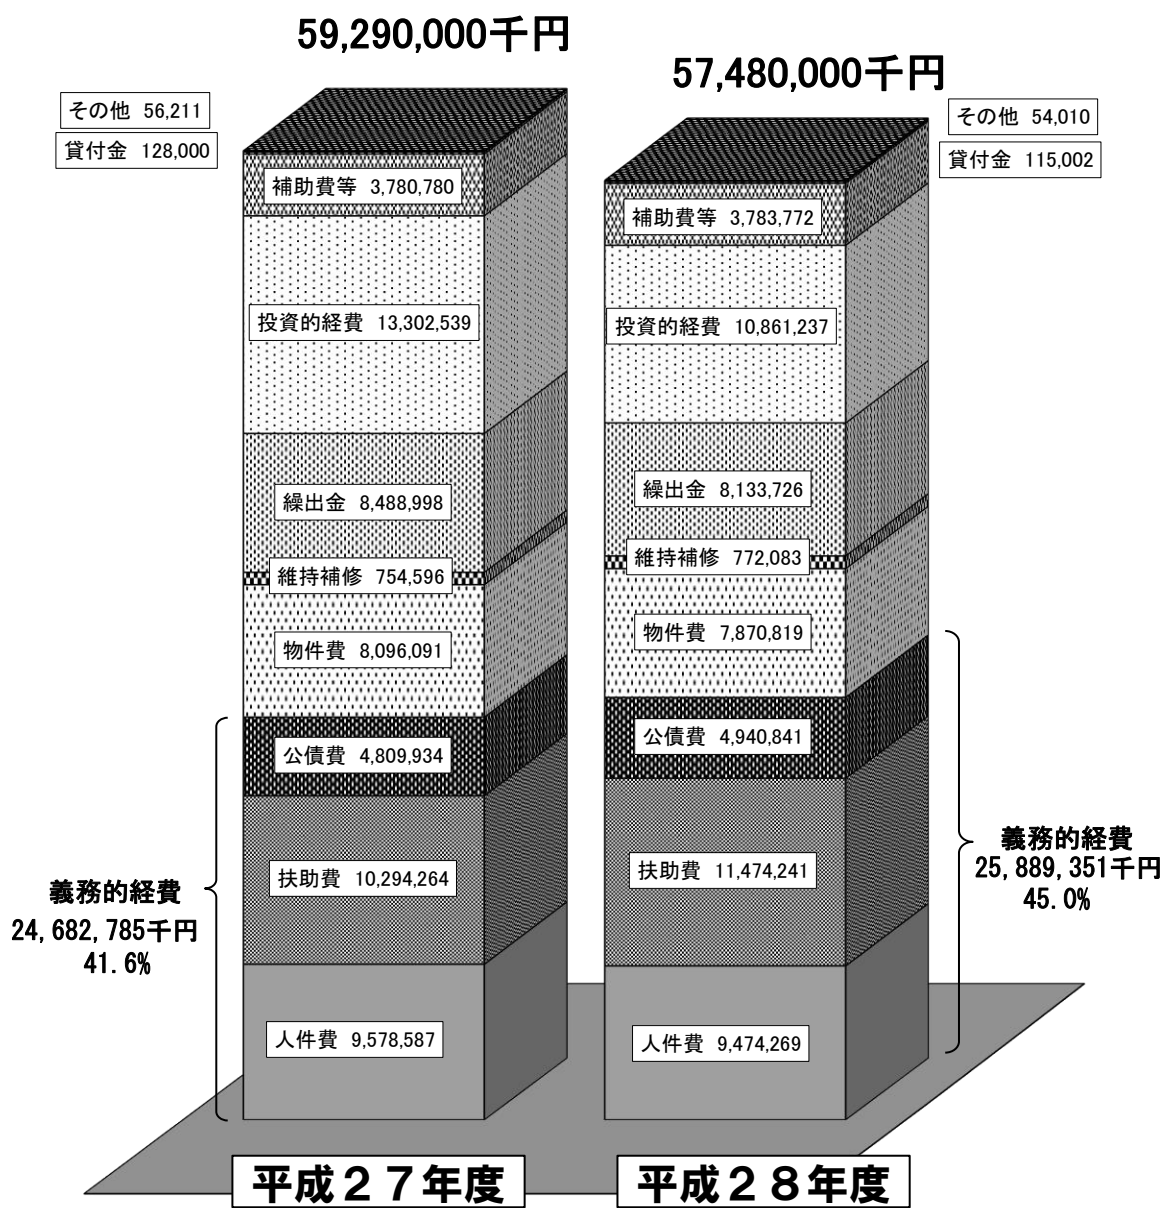 59,290,000千円
その他 56,211
貸付金 128,000
補助費等 3,780,780
投資的経費 13,302,539
繰出金 8,488,998
維持補修 754,596
物件費 8,096,091
公債費 4,809,934
扶助費 10,294,264
人件費 9,578,587
義務的経費
24,682,785千円
41.6%
平成27年度
57,480,000千円
その他 54,010
貸付金 115,002
補助費等 3,783,772
投資的経費 10,861,237
繰出金 8,133,726
維持補修 772,083
物件費 7,870,819
公債費 4,940,841
扶助費 11,474,241
人件費 9,474,269
義務的経費
25,889,351千円
45.0%
平成28年度